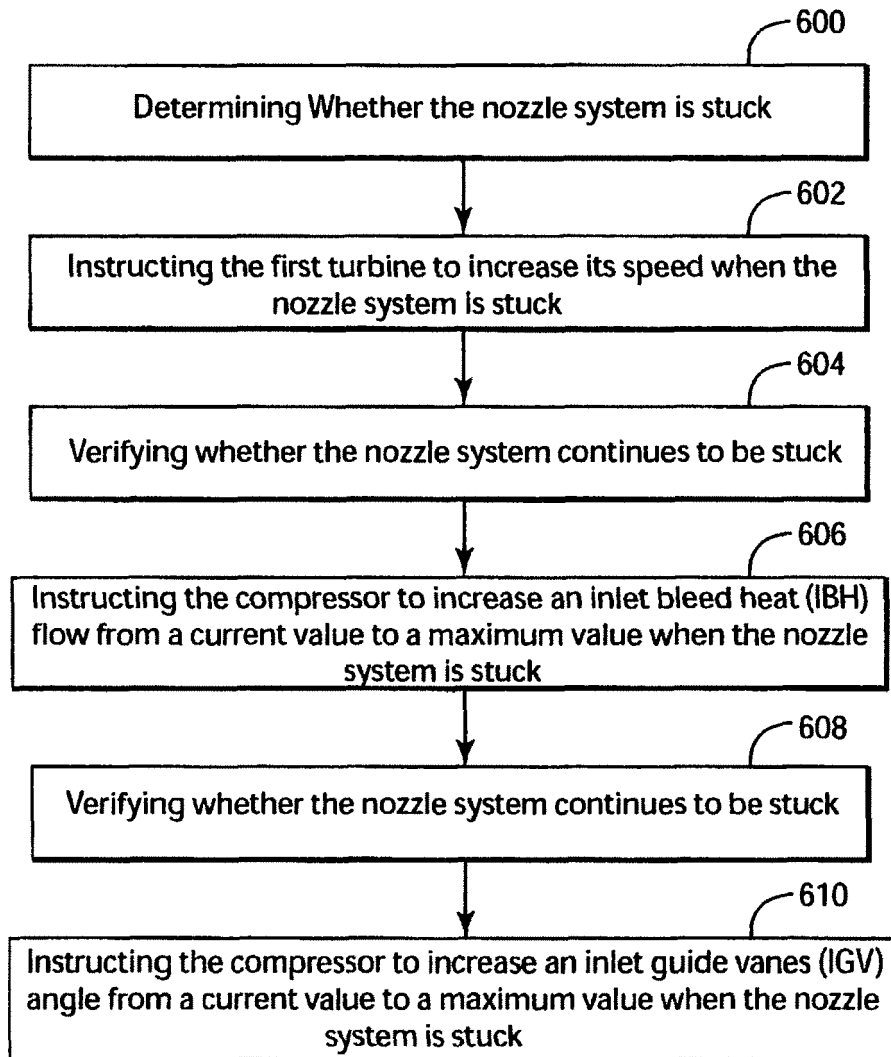 600
Determining Whether the nozzle system is stuck
602
Instructing the first turbine to increase its speed when the
nozzle system is stuck
604
Verifying whether the nozzle system continues to be stuck
606
Instructing the compressor to increase an inlet bleed heat (IBH)
flow from a current value to a maximum value when the nozzle
system is stuck
608
Verifying whether the nozzle system continues to be stuck
610
Instructing the compressor to increase an inlet guide vanes (IGV)
angle from a current value to a maximum value when the nozzle
system is stuck